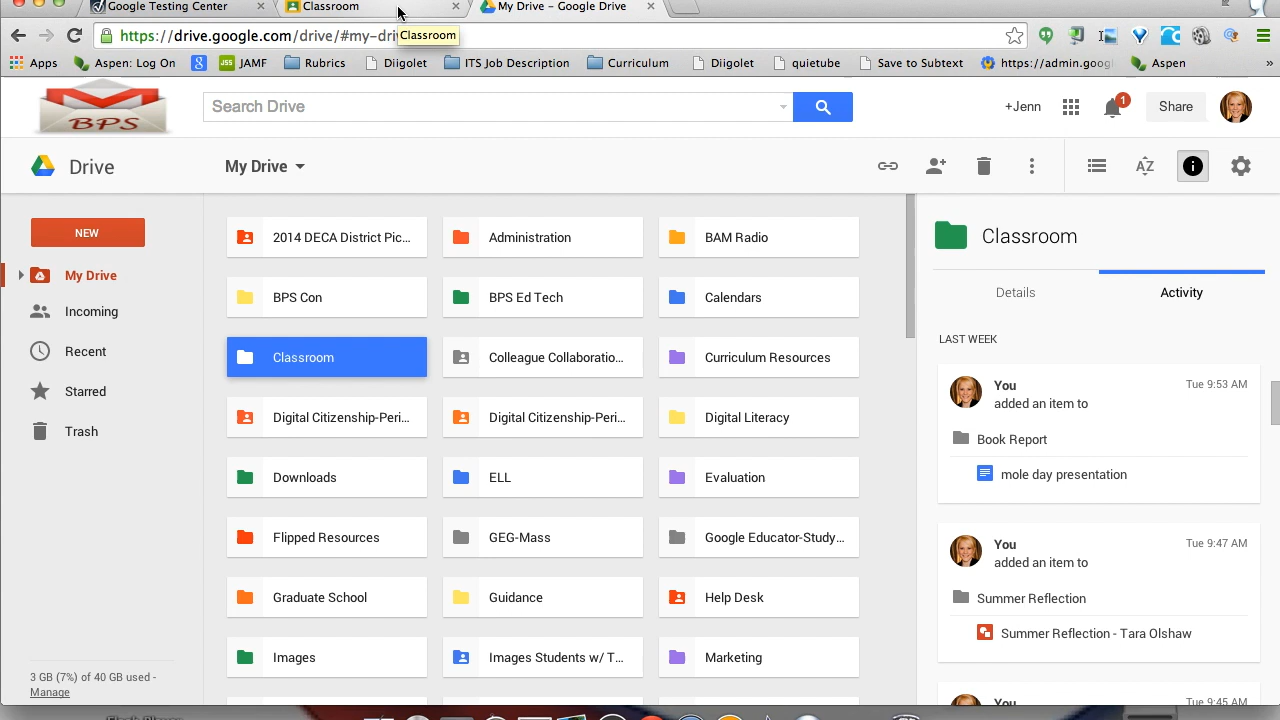 Google Testing Center
Classroom
My Drive – Google Drive
https://drive.google.com/drive/#my-dri
Classroom
Apps
Aspen: Log On
JSS JAMF
Rubrics
Diigolet
ITS Job Description
Curriculum
Diigolet
quietube
Save to Subtext
https://admin.goog
Aspen
»
BPS
Search Drive
+Jenn
1
Share
Drive
My Drive
AZ
NEW
My Drive
Incoming
Recent
Starred
Trash
3 GB (7%) of 40 GB used -
Manage
2014 DECA District Pic...
Administration
BAM Radio
BPS Con
BPS Ed Tech
Calendars
Classroom
Colleague Collaboratio...
Curriculum Resources
Digital Citizenship-Peri...
Digital Citizenship-Peri...
Digital Literacy
Downloads
ELL
Evaluation
Flipped Resources
GEG-Mass
Google Educator-Study...
Graduate School
Guidance
Help Desk
Images
Images Students w/ T...
Marketing
Classroom
Details
Activity
LAST WEEK
You
Tue 9:53 AM
added an item to
Book Report
mole day presentation
You
Tue 9:47 AM
added an item to
Summer Reflection
Summer Reflection - Tara Olshaw
You
Tue 9:45 AM